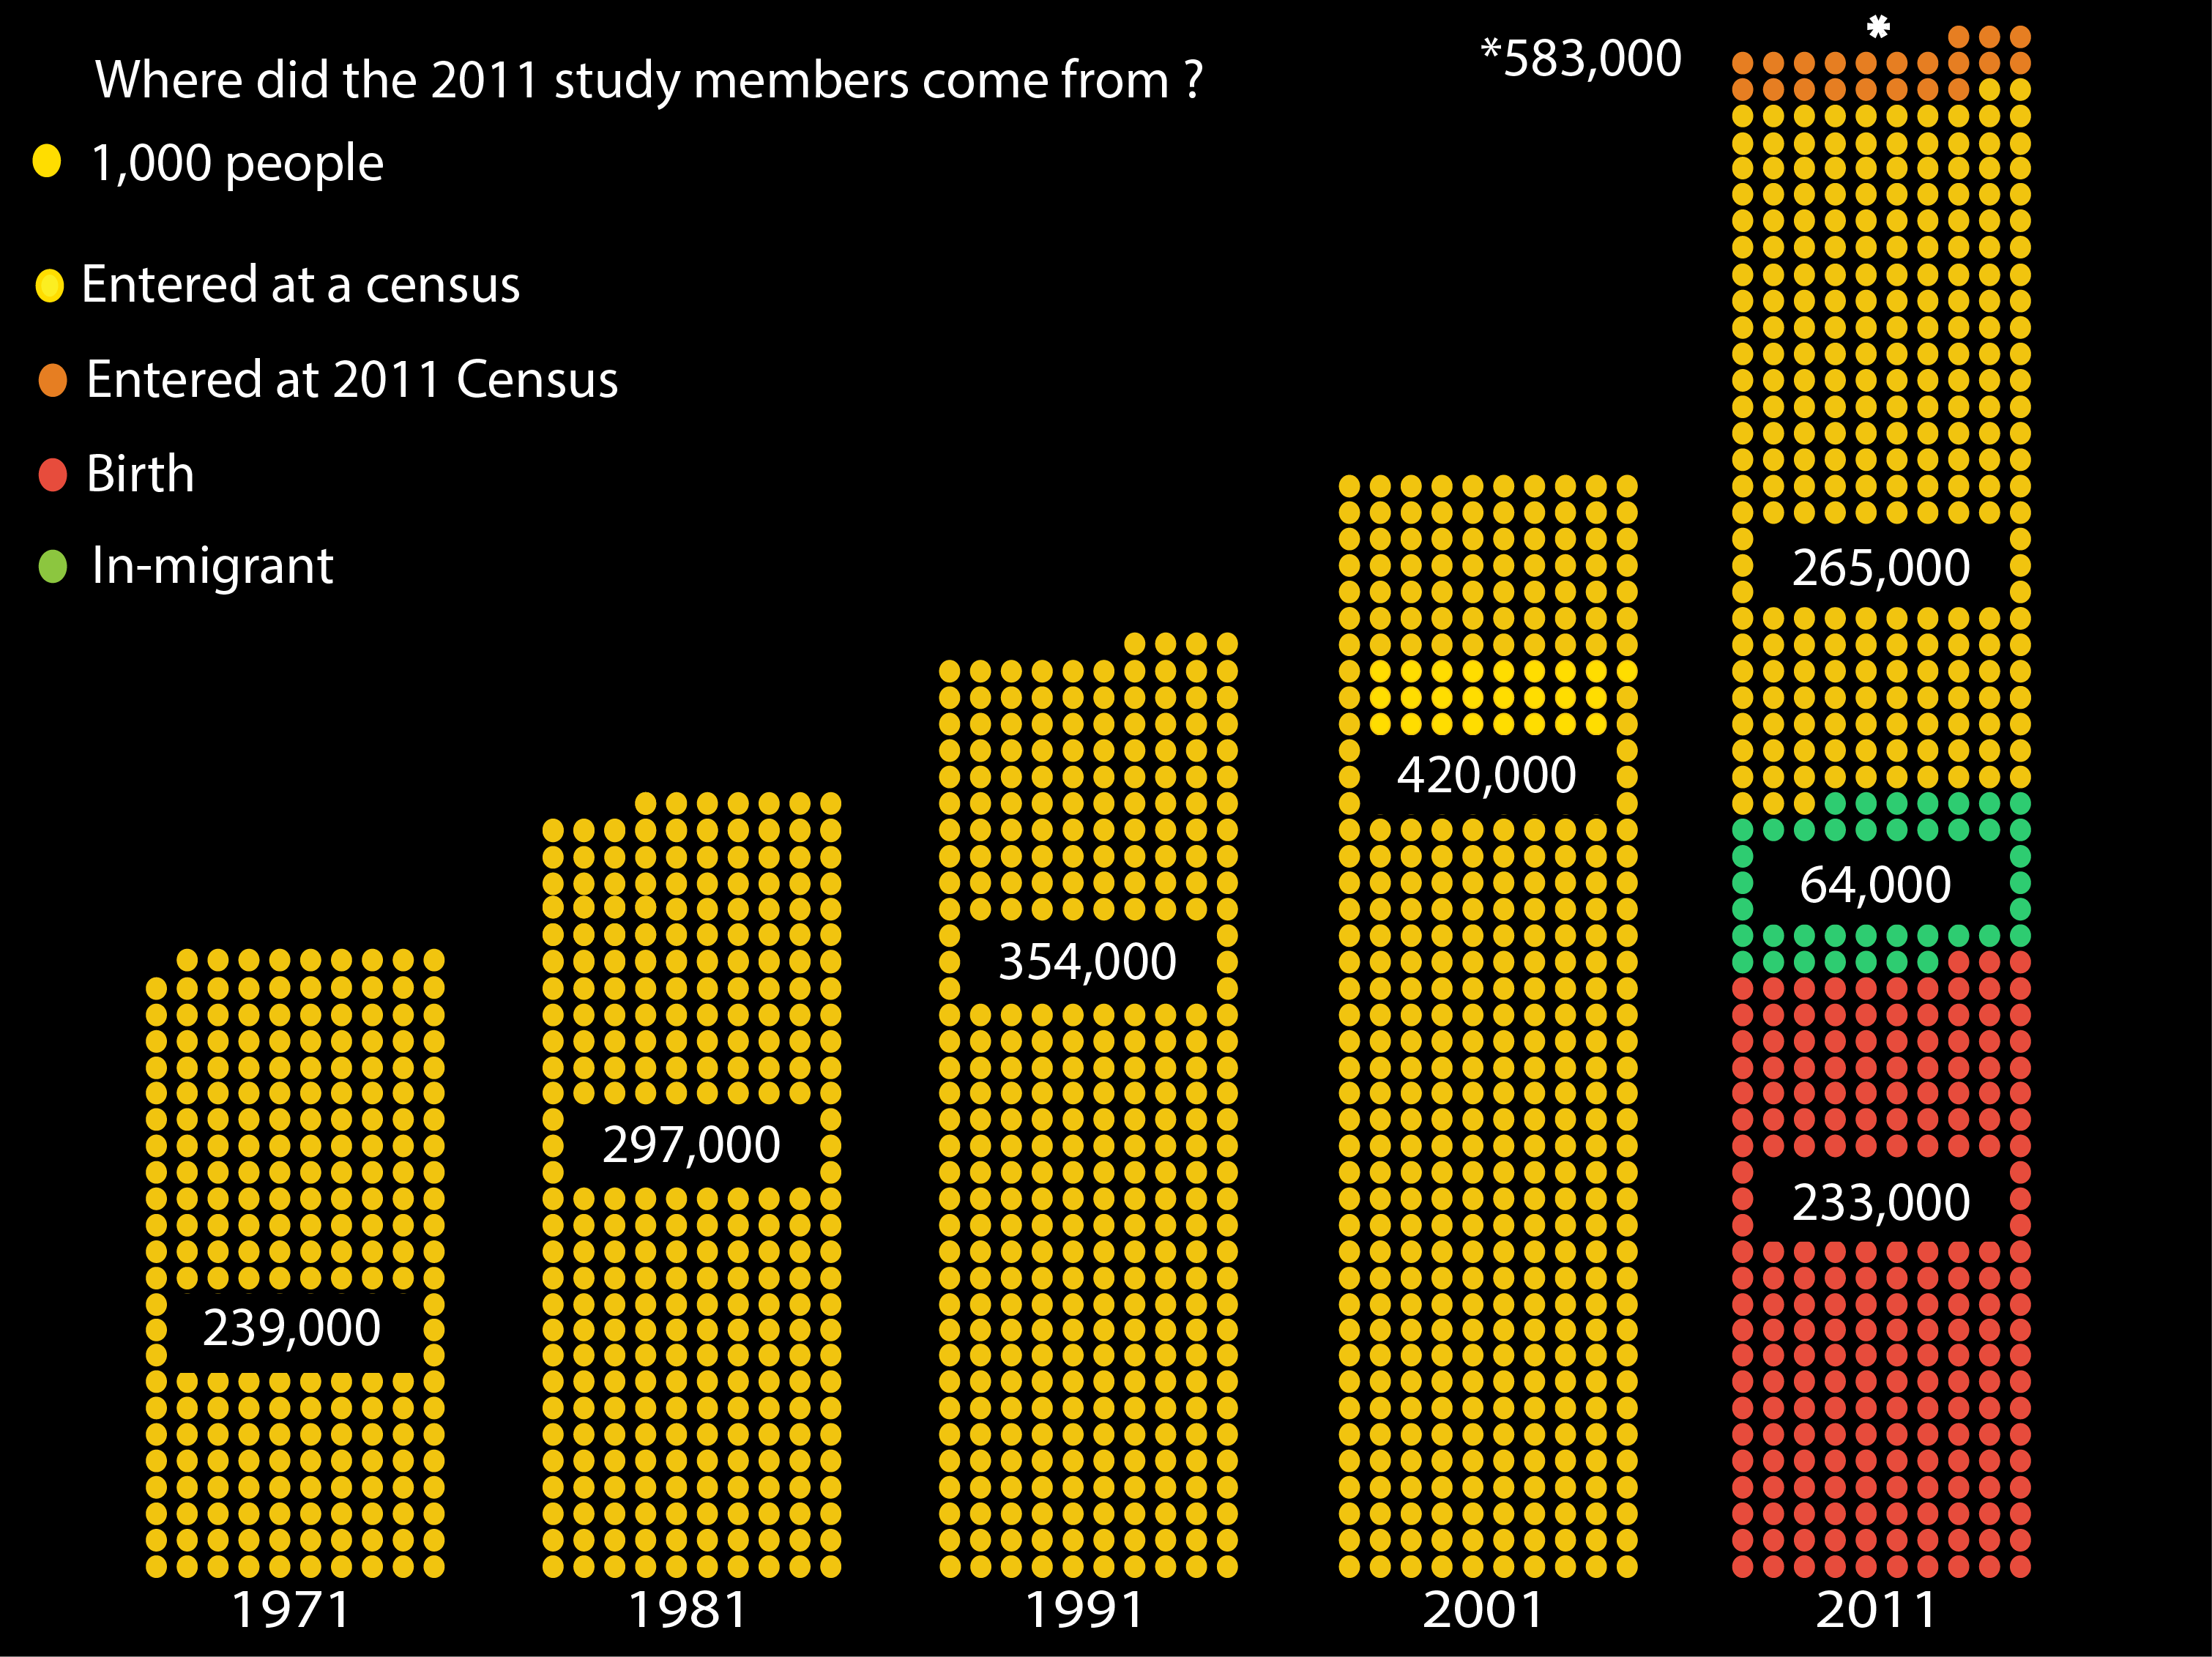 Where did the 2011 study members come from ?
1,000 people
Entered at a census
Entered at 2011 Census
Birth
In-migrant
*583,000
*
265,000
420,000
64,000
354,000
297,000
233,000
239,000
1971
1981
1991
2001
2011